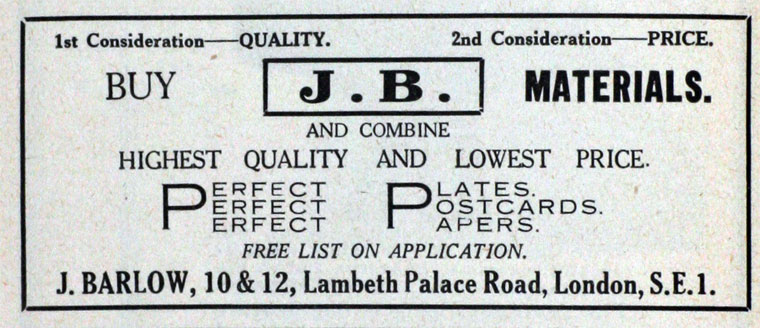 1st Consideration—QUALITY. 2nd Consideration—PRICE.
BUY J.B. MATERIALS.
AND COMBINE
HIGHEST QUALITY AND LOWEST PRICE.
PERFECT PLATES.
PERFECT POSTCARDS.
PERFECT PAPERS.
FREE LIST ON APPLICATION.
J. BARLOW, 10 & 12, Lambeth Palace Road, London, S.E.1.